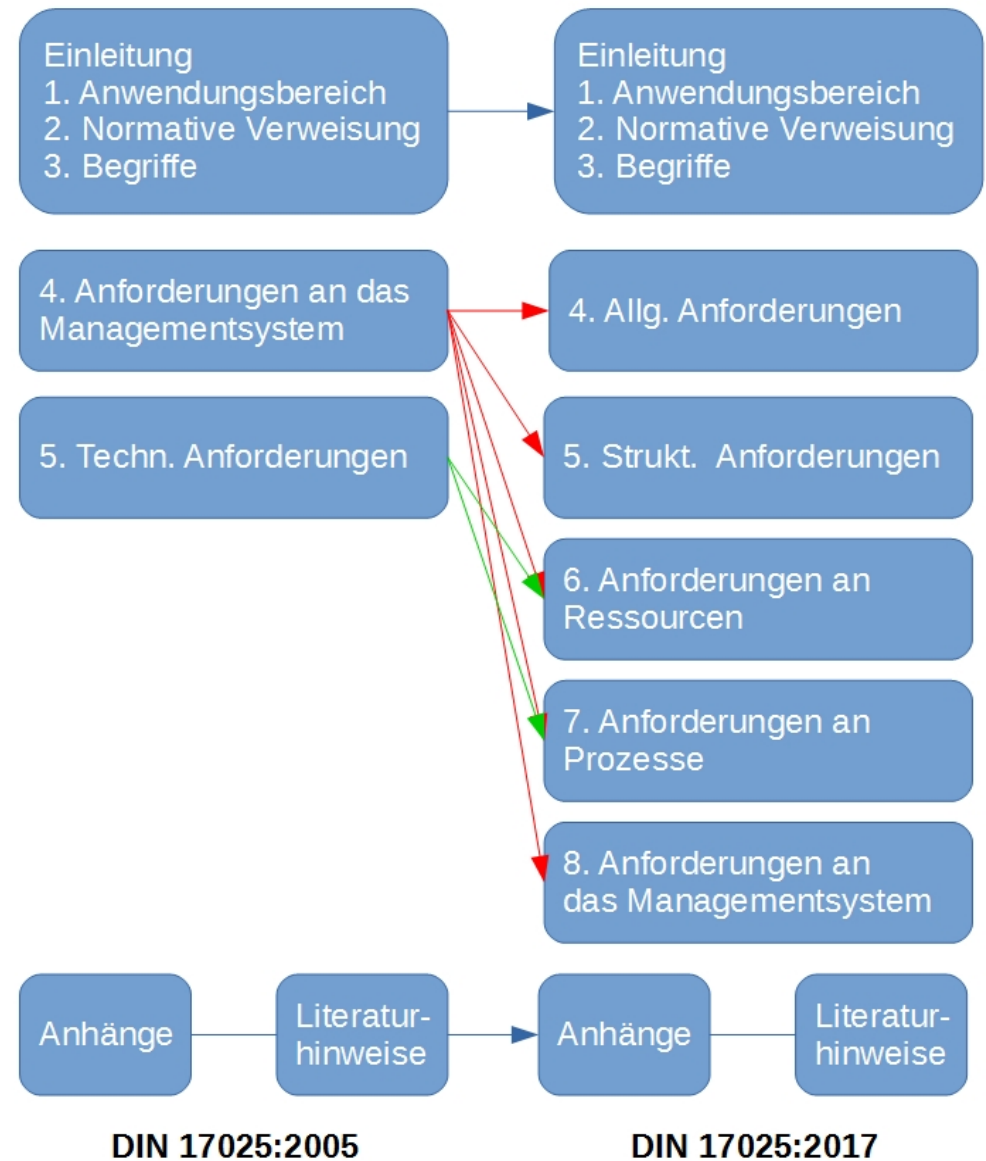 Einleitung
1. Anwendungsbereich
2. Normative Verweisung
3. Begriffe
Einleitung
1. Anwendungsbereich
2. Normative Verweisung
3. Begriffe
4. Anforderungen an das
Managementsystem
4. Allg. Anforderungen
5. Techn. Anforderungen
5. Strukt.  Anforderungen
6. Anforderungen an
Ressourcen
7. Anforderungen an
Prozesse
8. Anforderungen an
das Managementsystem
Anhänge
Literatur-
hinweise
Anhänge
Literatur-
hinweise
DIN 17025:2005
DIN 17025:2017